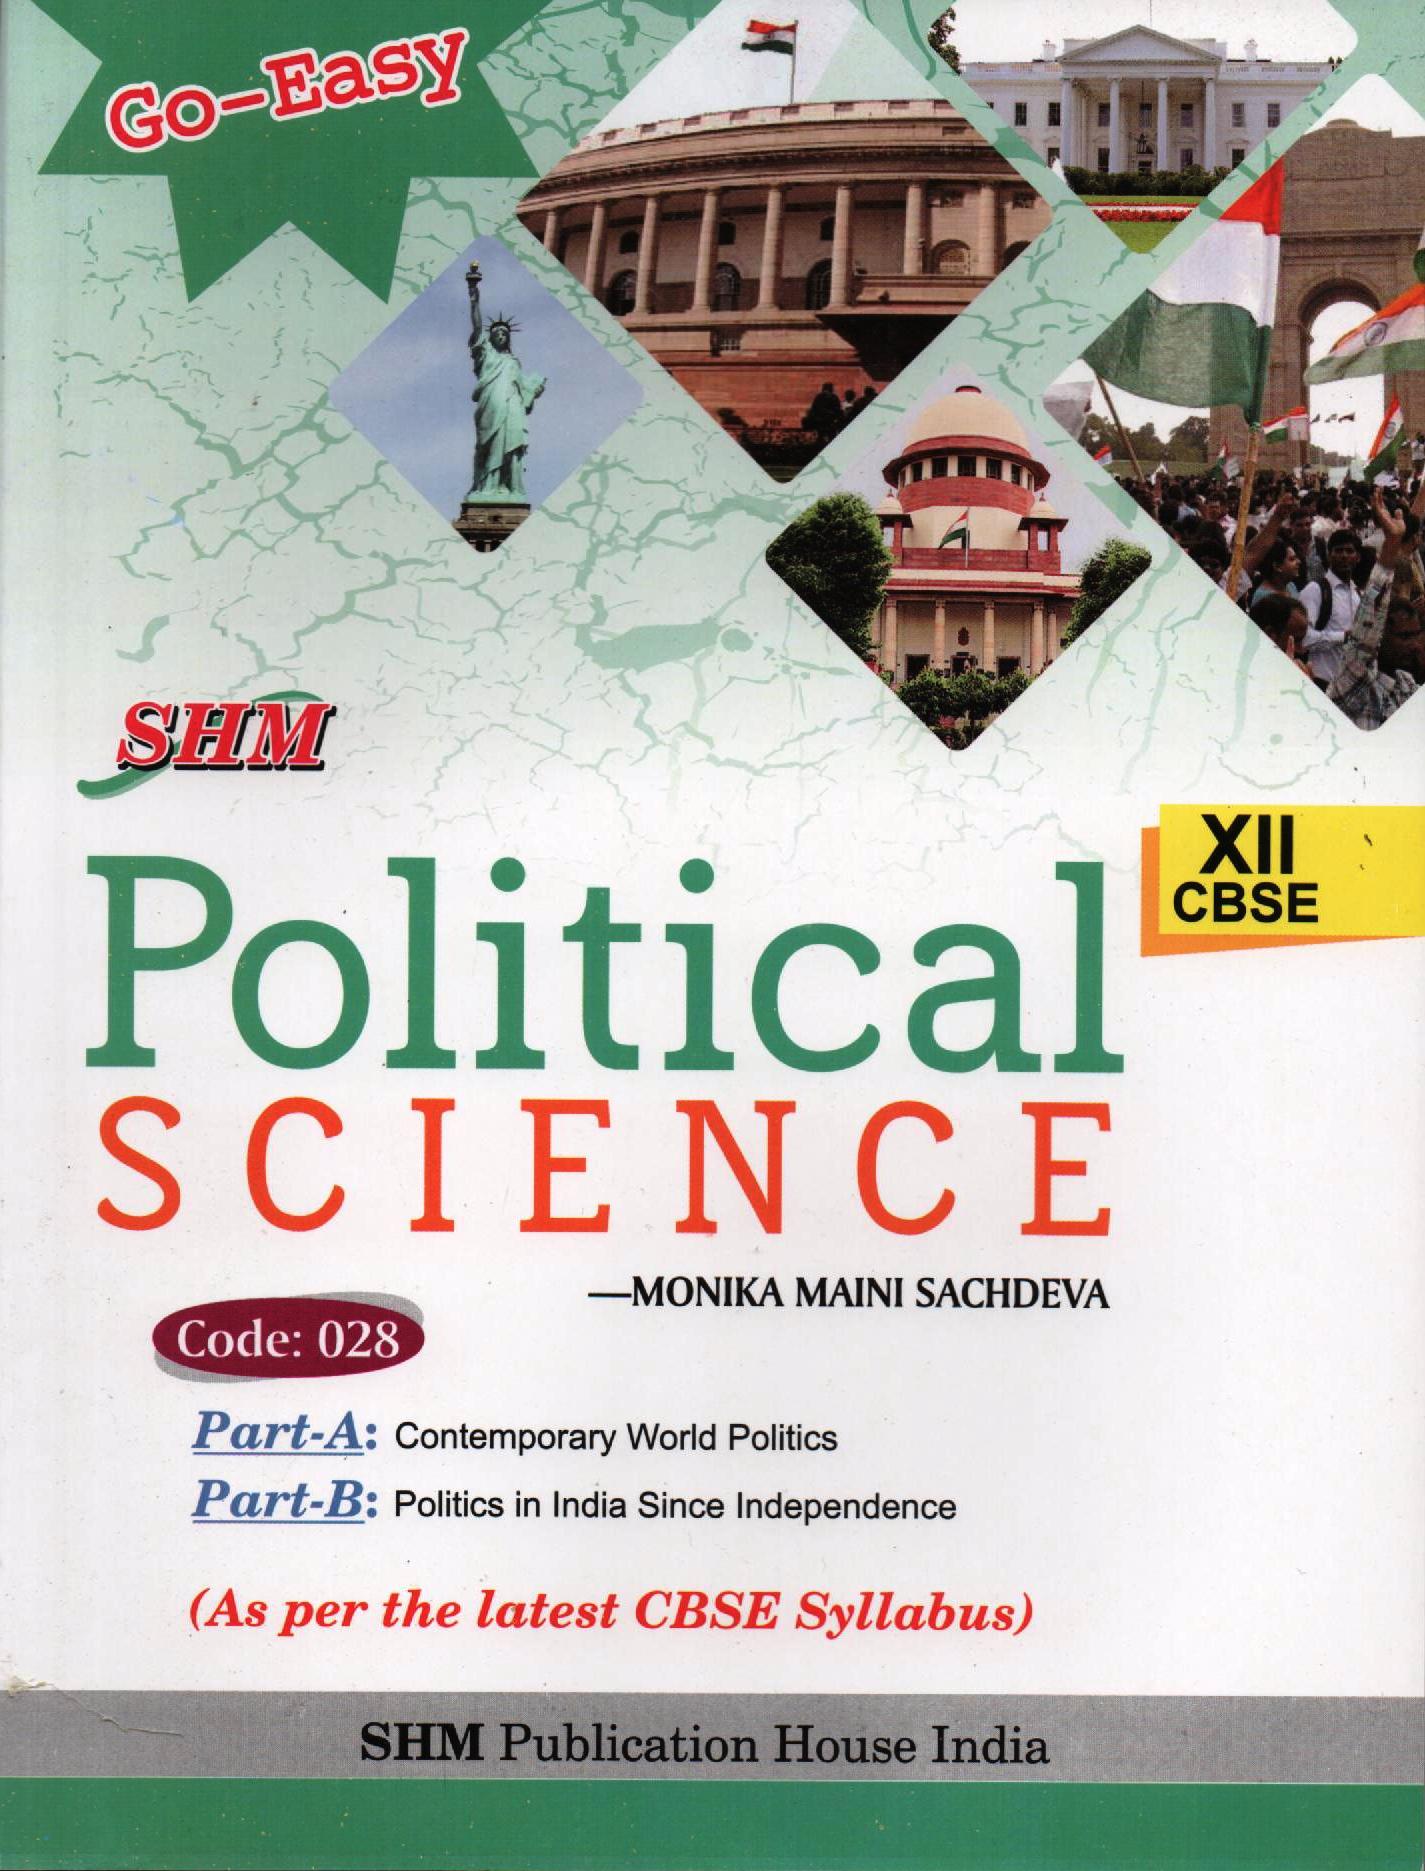 Go-Easy
SHM
XII
CBSE
Political
SCIENCE
—MONIKA MAINI SACHDEVA
Code: 028
Part-A: Contemporary World Politics
Part-B: Politics in India Since Independence
(As per the latest CBSE Syllabus)
SHM Publication House India